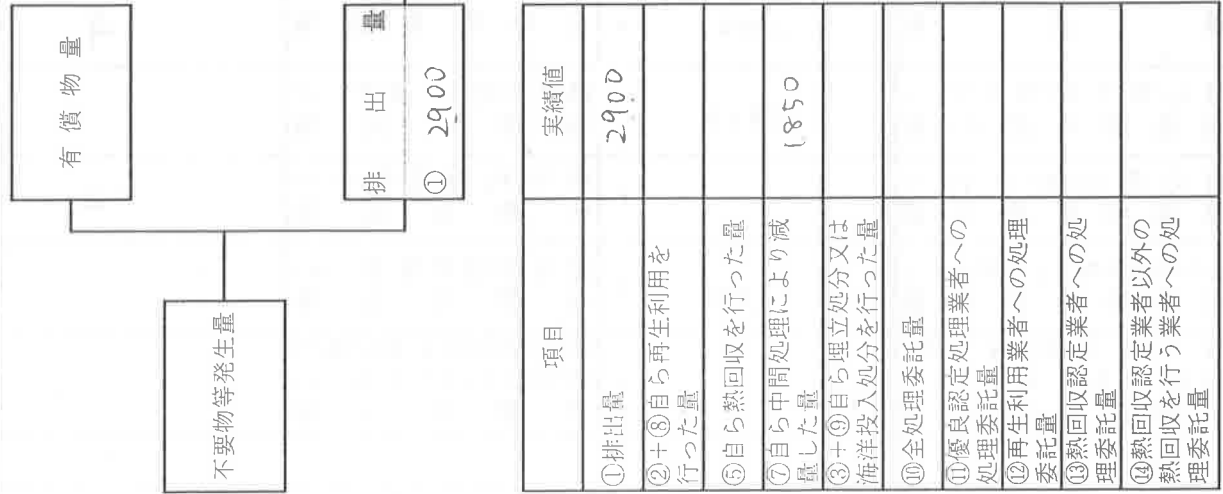 有償物量
不要物等発生量
排出量
① 2900
項目 実績値
①排出量 2900
②+⑧自ら再生利用を
行った量
⑤自ら熱回収を行った量
⑦自ら中間処理により減
量した量 1850
③+⑨自ら埋立処分又は
海洋投入処分を行った量
⑩全処理委託量
⑪優良認定処理業者への
処理委託量
⑫再生利用業者への処理
委託量
⑬熱回収認定業者への処
理委託量
⑭熱回収認定業者以外の
熱回収を行う業者への処
理委託量